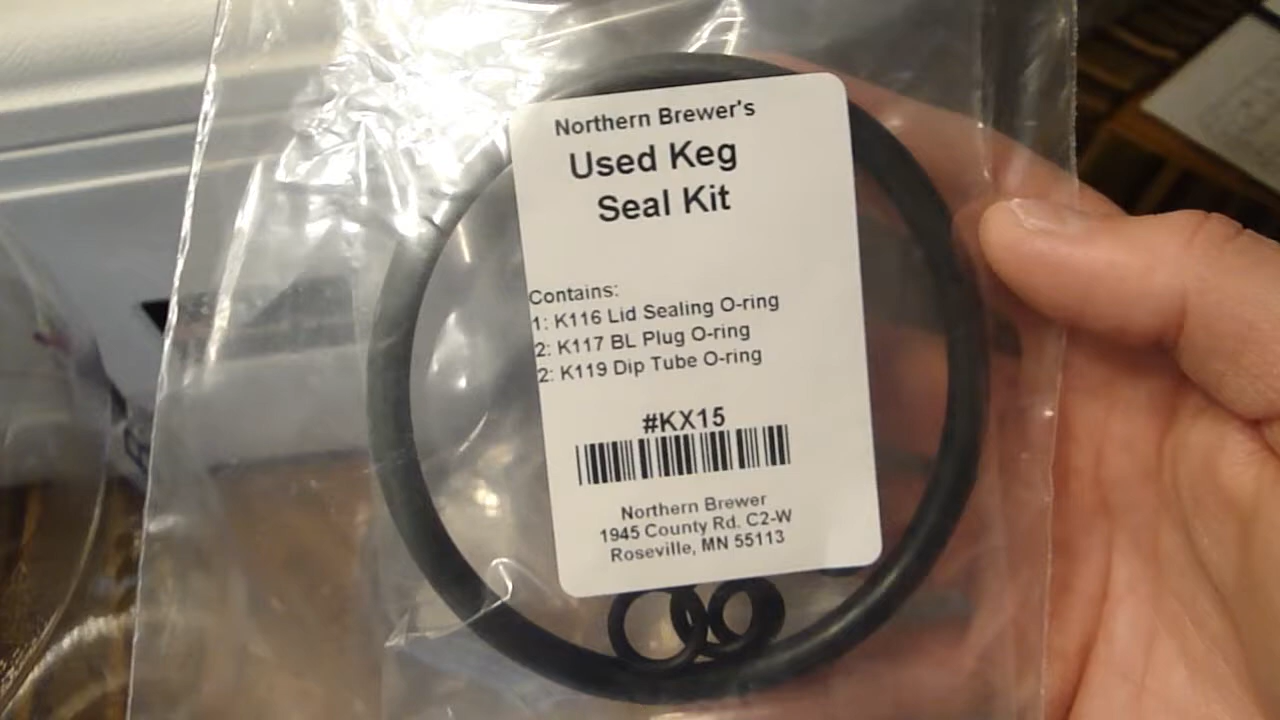 Northern Brewer's
Used Keg
Seal Kit
Contains:
1: K116 Lid Sealing O-ring
2: K117 BL Plug O-ring
2: K119 Dip Tube O-ring
#KX15
Northern Brewer
1945 County Rd. C2-W
Roseville, MN 55113